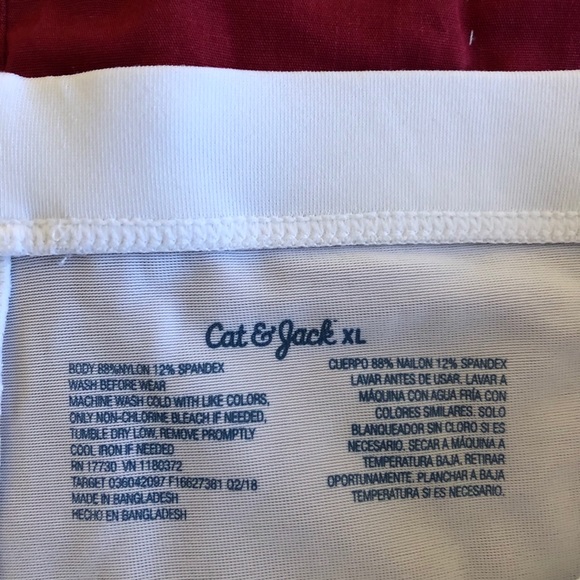 Cat & Jack™ XL
BODY 88%NYLON 12% SPANDEX
WASH BEFORE WEAR
MACHINE WASH COLD WITH LIKE COLORS,
ONLY NON-CHLORINE BLEACH IF NEEDED,
TUMBLE DRY LOW, REMOVE PROMPTLY
COOL IRON IF NEEDED
RN 17730 VN 1180372
TARGET 036042097 F16627381 Q2/18
MADE IN BANGLADESH
HECHO EN BANGLADESH
CUERPO 88% NAILON 12% SPANDEX
LAVAR ANTES DE USAR. LAVAR A
MÁQUINA CON AGUA FRÍA CON
COLORES SIMILARES. SOLO
BLANQUEADOR SIN CLORO SI ES
NECESARIO. SECAR A MÁQUINA A
TEMPERATURA BAJA. RETIRAR
OPORTUNAMENTE. PLANCHAR A BAJA
TEMPERATURA SI ES NECESARIO.